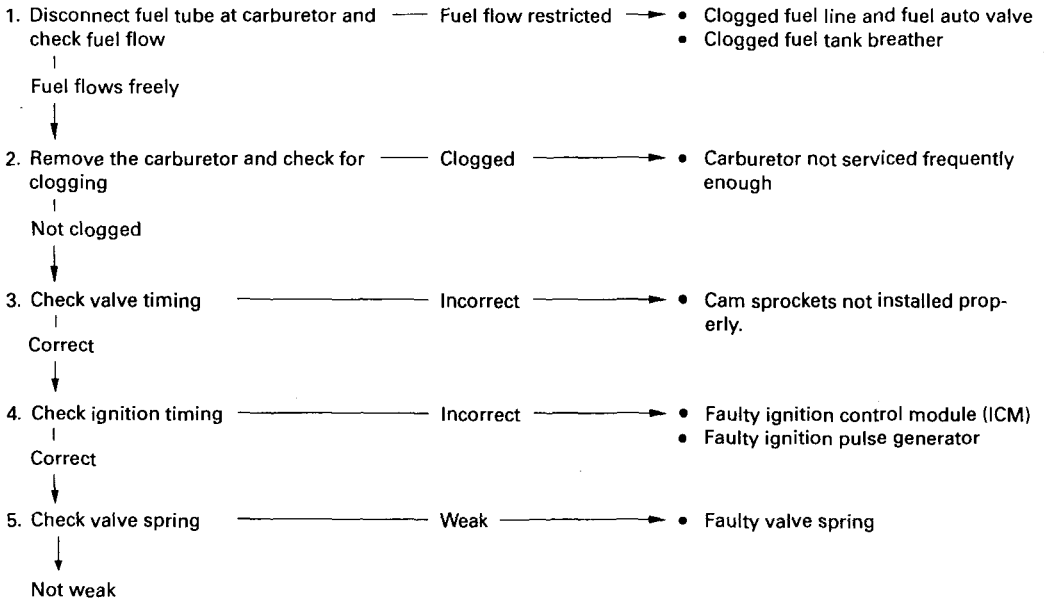 1. Disconnect fuel tube at carburetor and check fuel flow
Fuel flow restricted
• Clogged fuel line and fuel auto valve
• Clogged fuel tank breather
Fuel flows freely
2. Remove the carburetor and check for clogging
Clogged
• Carburetor not serviced frequently enough
Not clogged
3. Check valve timing
Incorrect
• Cam sprockets not installed prop-
erly.
Correct
4. Check ignition timing
Incorrect
• Faulty ignition control module (ICM)
• Faulty ignition pulse generator
Correct
5. Check valve spring
Weak
• Faulty valve spring
Not weak